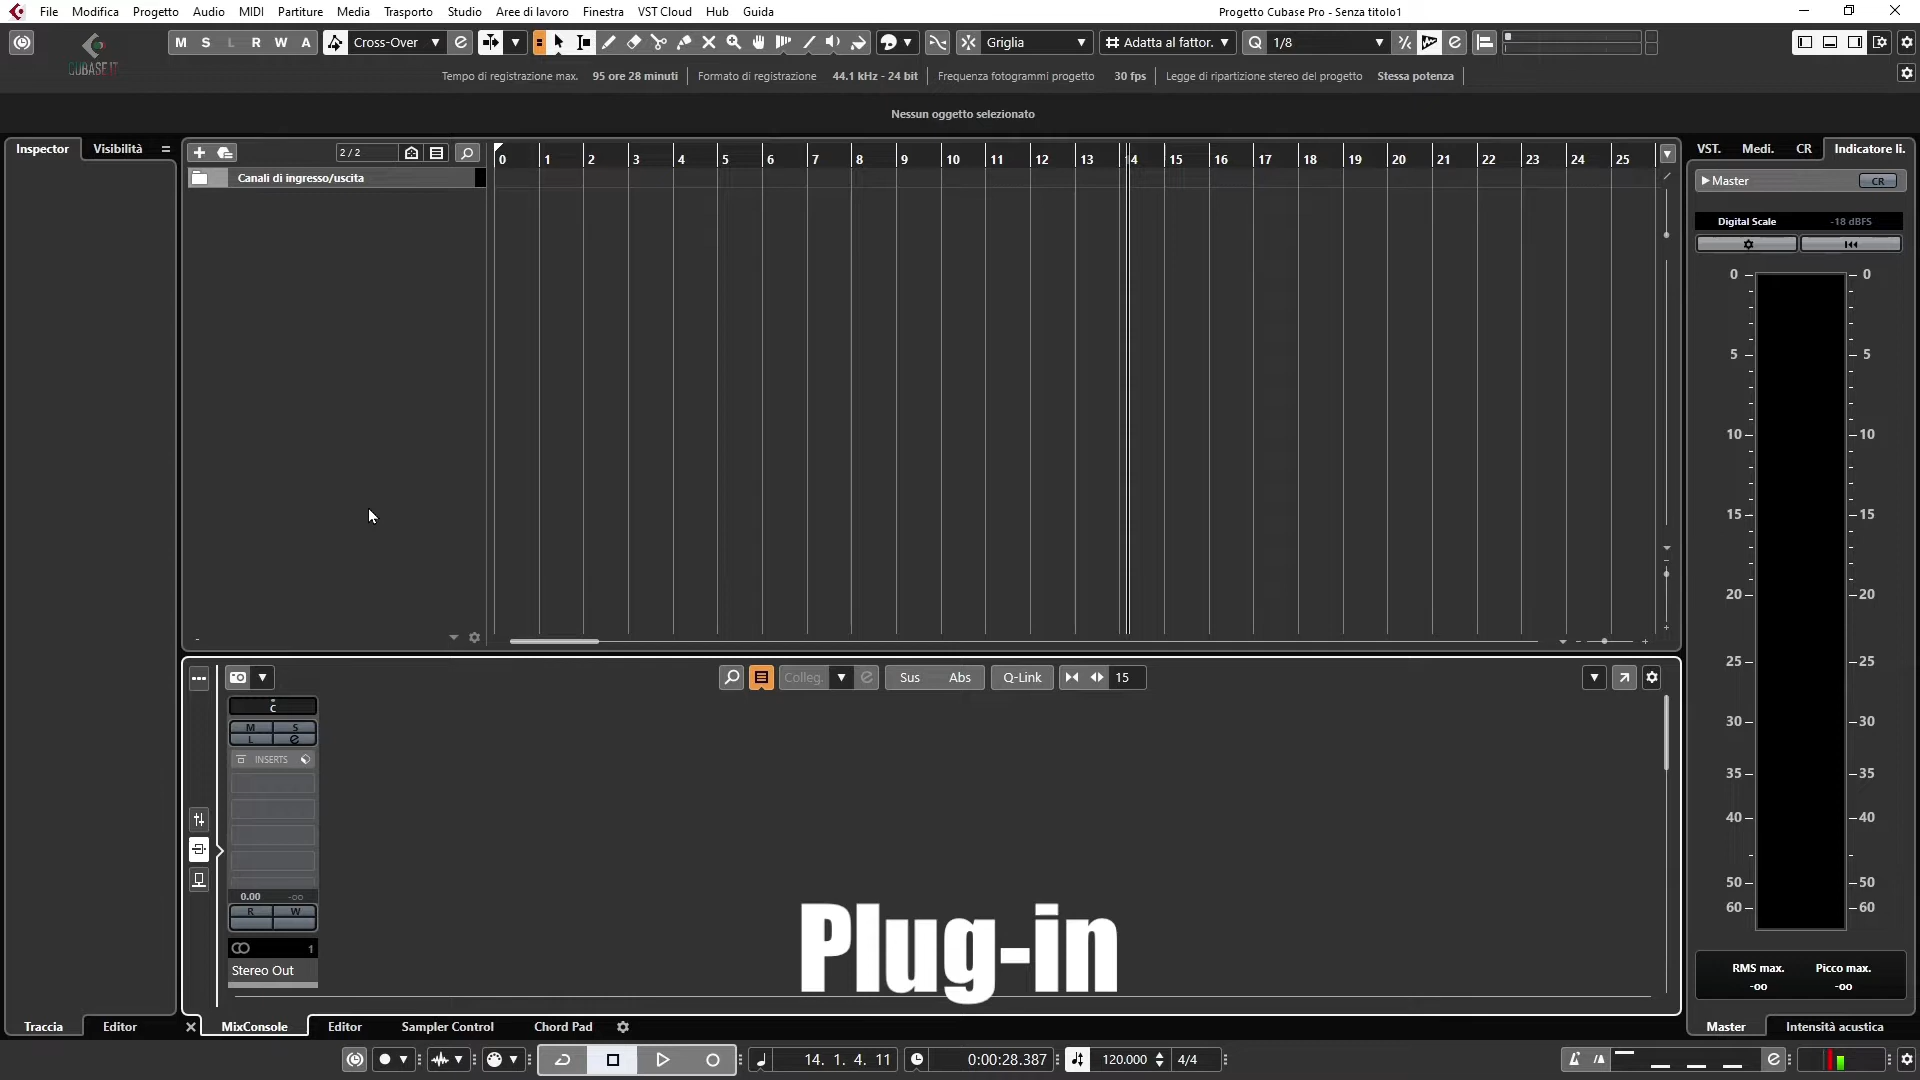 File Modifica Progetto Audio MIDI Partiture Media Trasporto Studio Aree di lavoro Finestra VST Cloud Hub Guida
Progetto Cubase Pro - Senza titolo1
CUBASE IT
M S L R W A
Cross-Over
Griglia
Adatta al fattor.
Q 1/8
Tempo di registrazione max. 95 ore 28 minuti
Formato di registrazione 44.1 kHz - 24 bit
Frequenza fotogrammi progetto 30 fps
Legge di ripartizione stereo del progetto Stessa potenza
Nessun oggetto selezionato
Inspector Visibilità
2 / 2
0 1 2 3 4 5 6 7 8 9 10 11 12 13 14 15 16 17 18 19 20 21 22 23 24 25
VST. Medi. CR Indicatore li.
Canali di ingresso/uscita
Master CR
Digital Scale -18 dBFS
0 0
5 5
10 10
15 15
20 20
25 25
30 30
35 35
40 40
50 50
60 60
RMS max. Picco max.
-oo -oo
Colleg.
Sus Abs
Q-Link
15
C
M S
L e
INSERTS
0.00 -oo
R W
1
Stereo Out
Plug-in
Traccia Editor
MixConsole Editor Sampler Control Chord Pad
Master Intensità acustica
14. 1. 4. 11
0:00:28.387
120.000
4/4